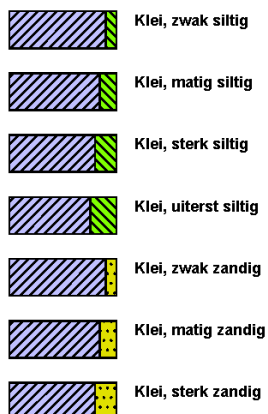 Klei, zwak siltig
Klei, matig siltig
Klei, sterk siltig
Klei, uiterst siltig
Klei, zwak zandig
Klei, matig zandig
Klei, sterk zandig